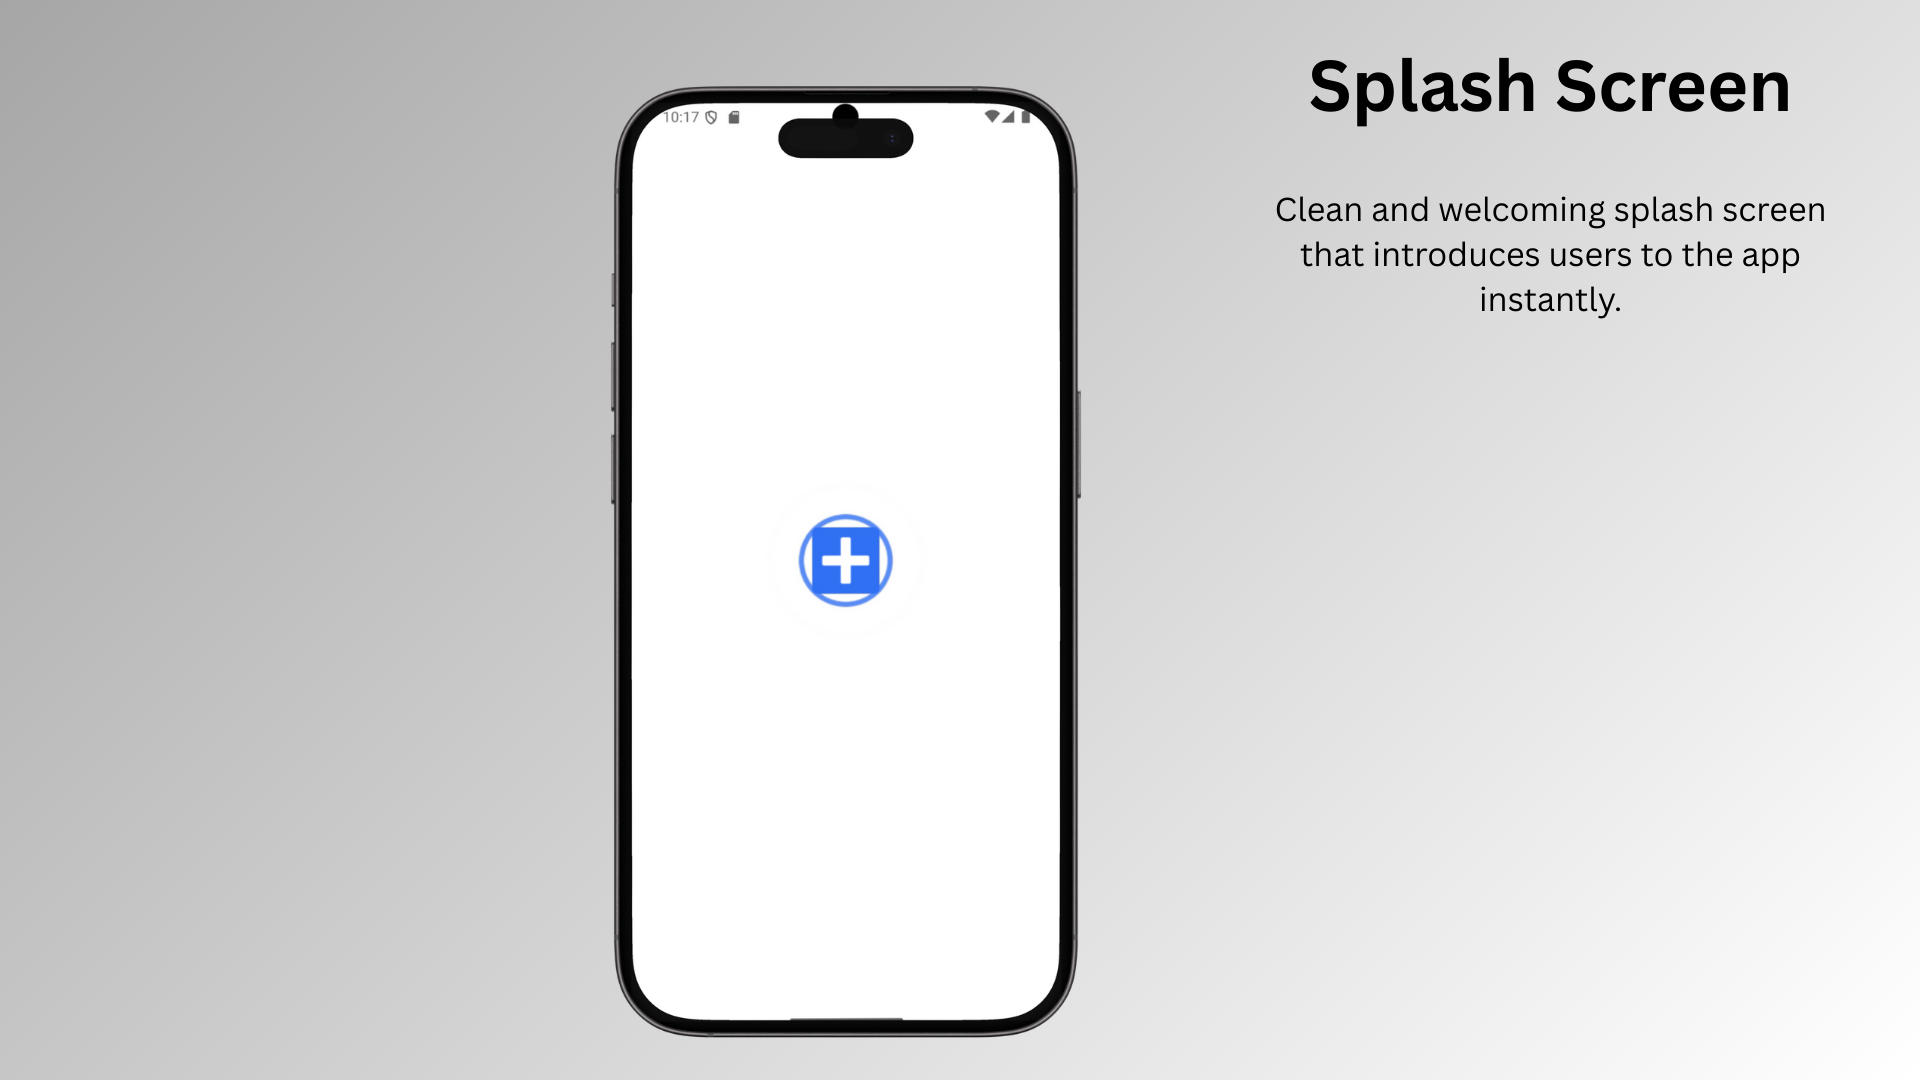 Splash Screen
10:17
Clean and welcoming splash screen
that introduces users to the app
instantly.